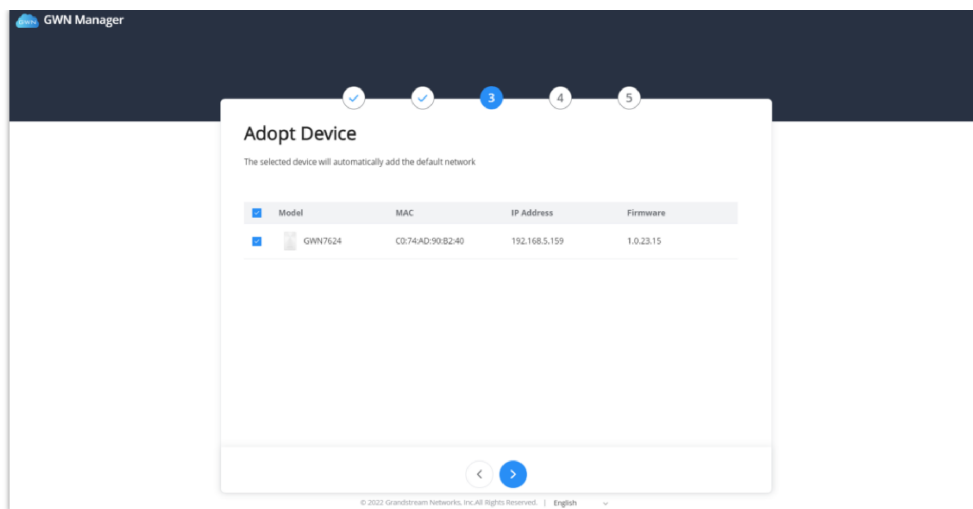 GWN GWN Manager
3 4 5
Adopt Device
The selected device will automatically add the default network
Model MAC IP Address Firmware
GWN7624 C0:74:AD:90:B2:40 192.168.5.159 1.0.23.15
© 2022 Grandstream Networks, Inc.All Rights Reserved. | English